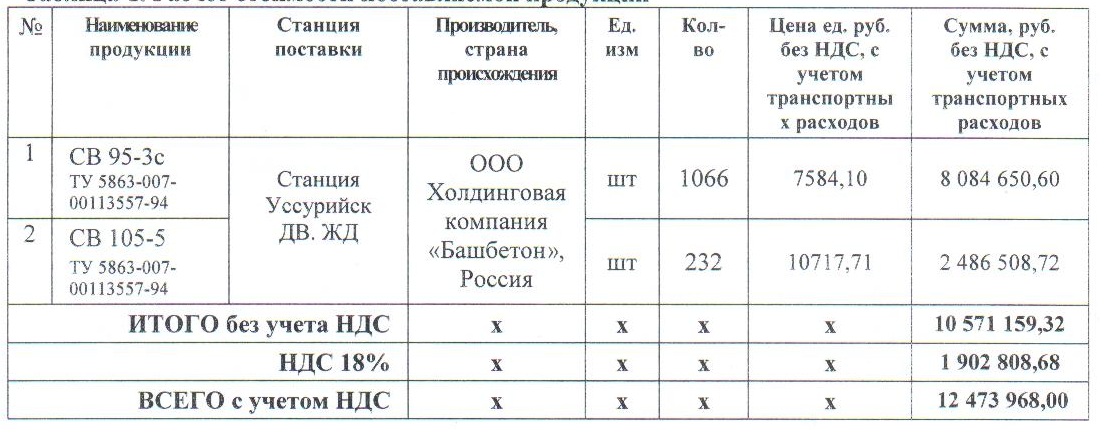 №
Наименование
продукции
Станция
поставки
Производитель,
страна
происхождения
Ед.
изм
Кол-
во
Цена ед. руб.
без НДС, с
учетом
транспортны
х расходов
Сумма, руб.
без НДС, с
учетом
транспортных
расходов
1
СВ 95-3с
ТУ 5863-007-
00113557-94
Станция
Уссурийск
ДВ. ЖД
ООО
Холдинговая
компания
«Башбетон»,
Россия
шт
1066
7584,10
8 084 650,60
2
СВ 105-5
ТУ 5863-007-
00113557-94
шт
232
10717,71
2 486 508,72
ИТОГО без учета НДС
х
х
х
х
10 571 159,32
НДС 18%
х
х
х
х
1 902 808,68
ВСЕГО с учетом НДС
х
х
х
х
12 473 968,00